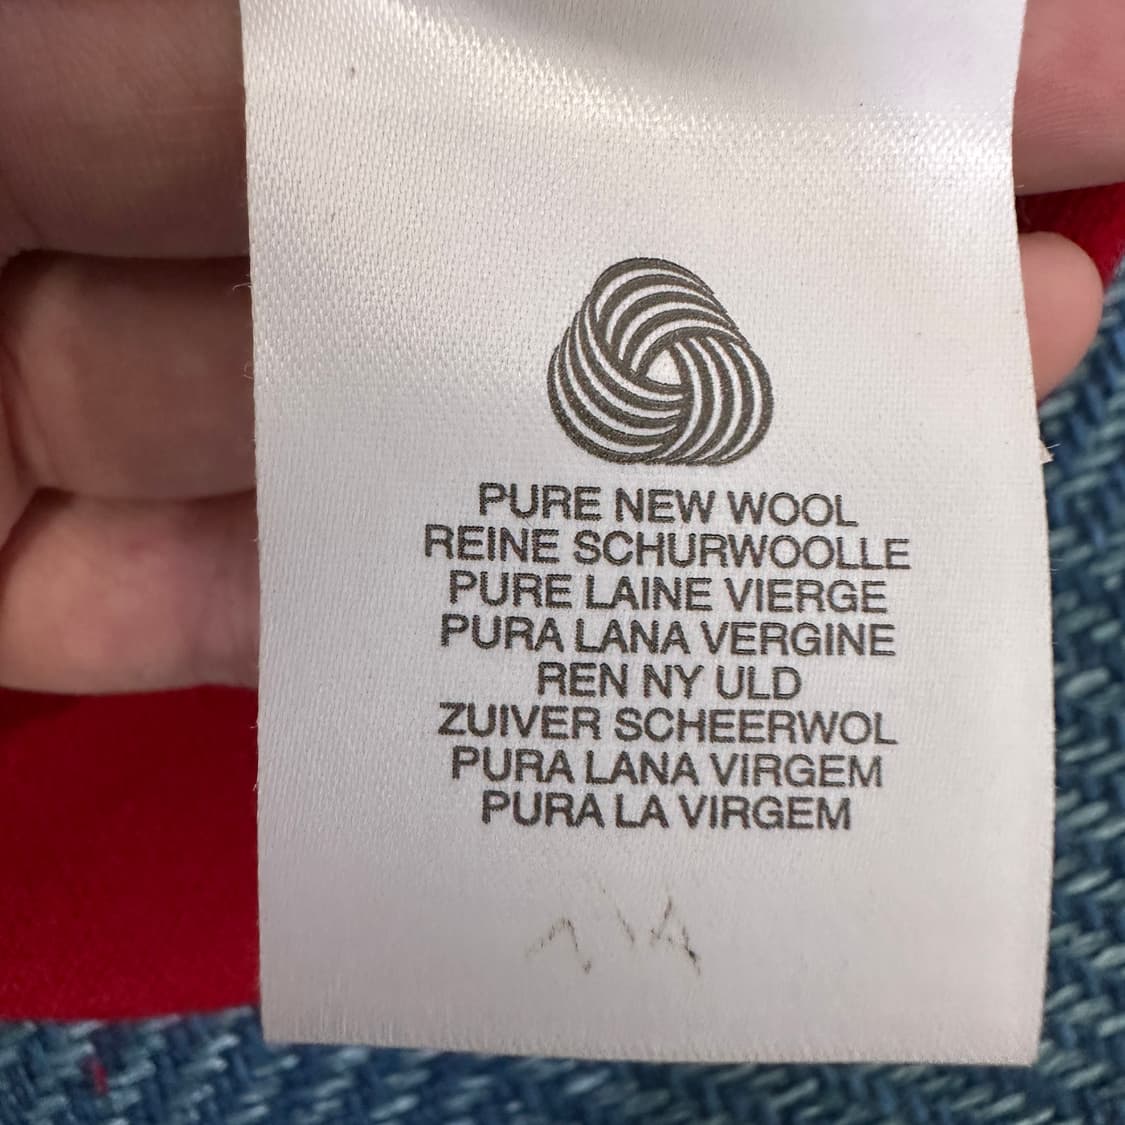 PURE NEW WOOL
REINE SCHURWOOLLE
PURE LAINE VIERGE
PURA LANA VERGINE
REN NY ULD
ZUIVER SCHEERWOL
PURA LANA VIRGEM
PURA LA VIRGEM